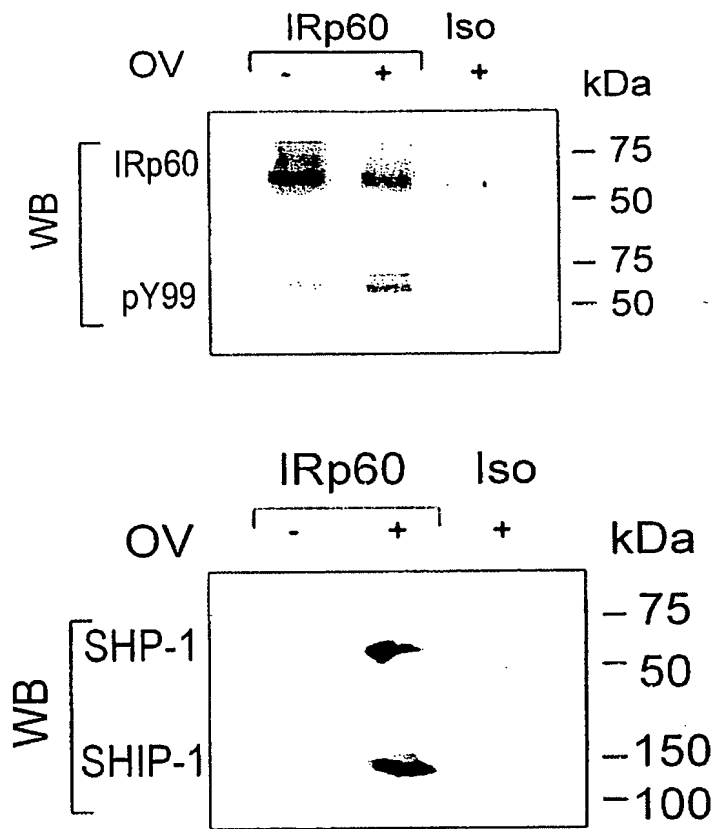 IRp60 Iso
OV - + + kDa
75
IRp60
50
WB
75
pY99
50
IRp60 Iso
OV - + + kDa
75
SHP-1
50
WB
150
SHIP-1
100